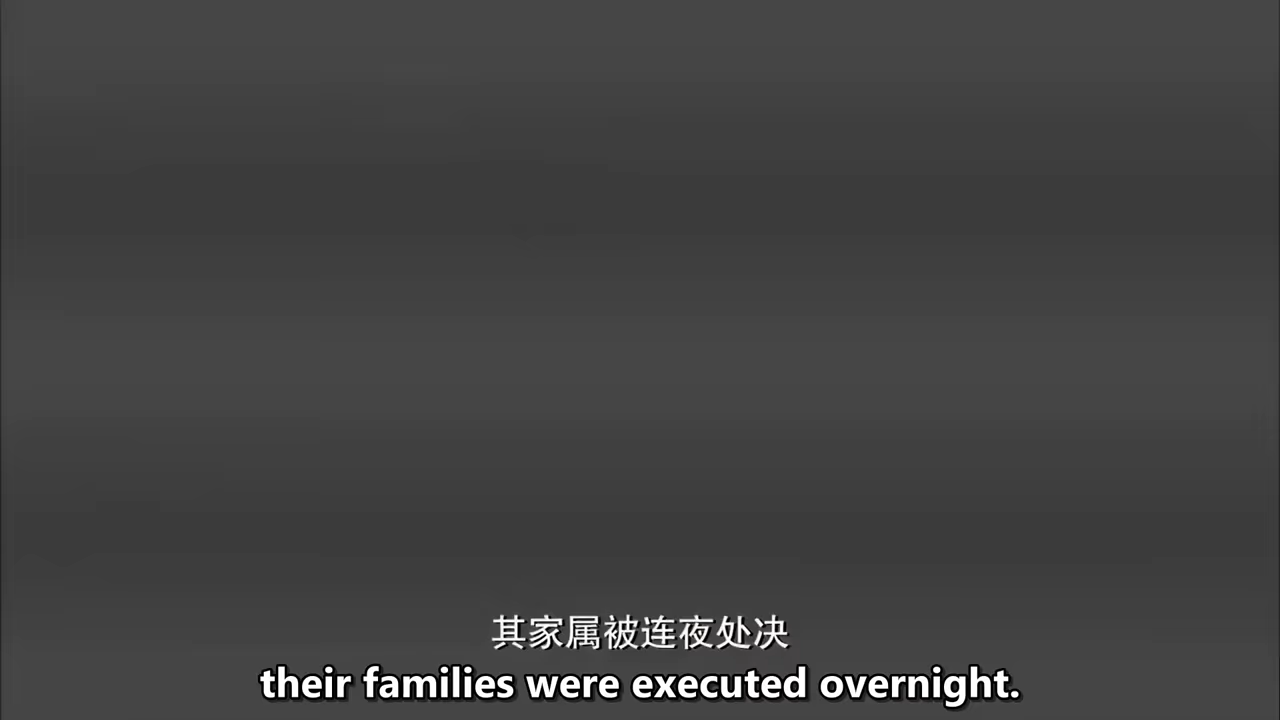 其家属被连夜处决
their families were executed overnight.